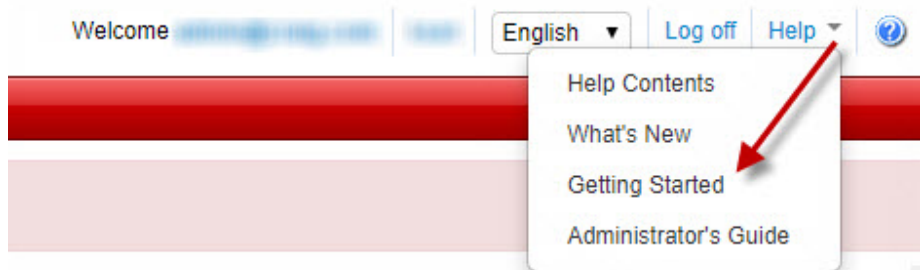 Welcome English ▼ Log off Help
Help Contents
What's New
Getting Started
Administrator's Guide